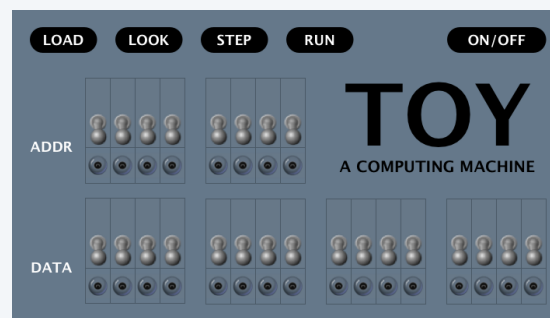 LOAD LOOK STEP RUN ON/OFF
TOY
ADDR
A COMPUTING MACHINE
DATA